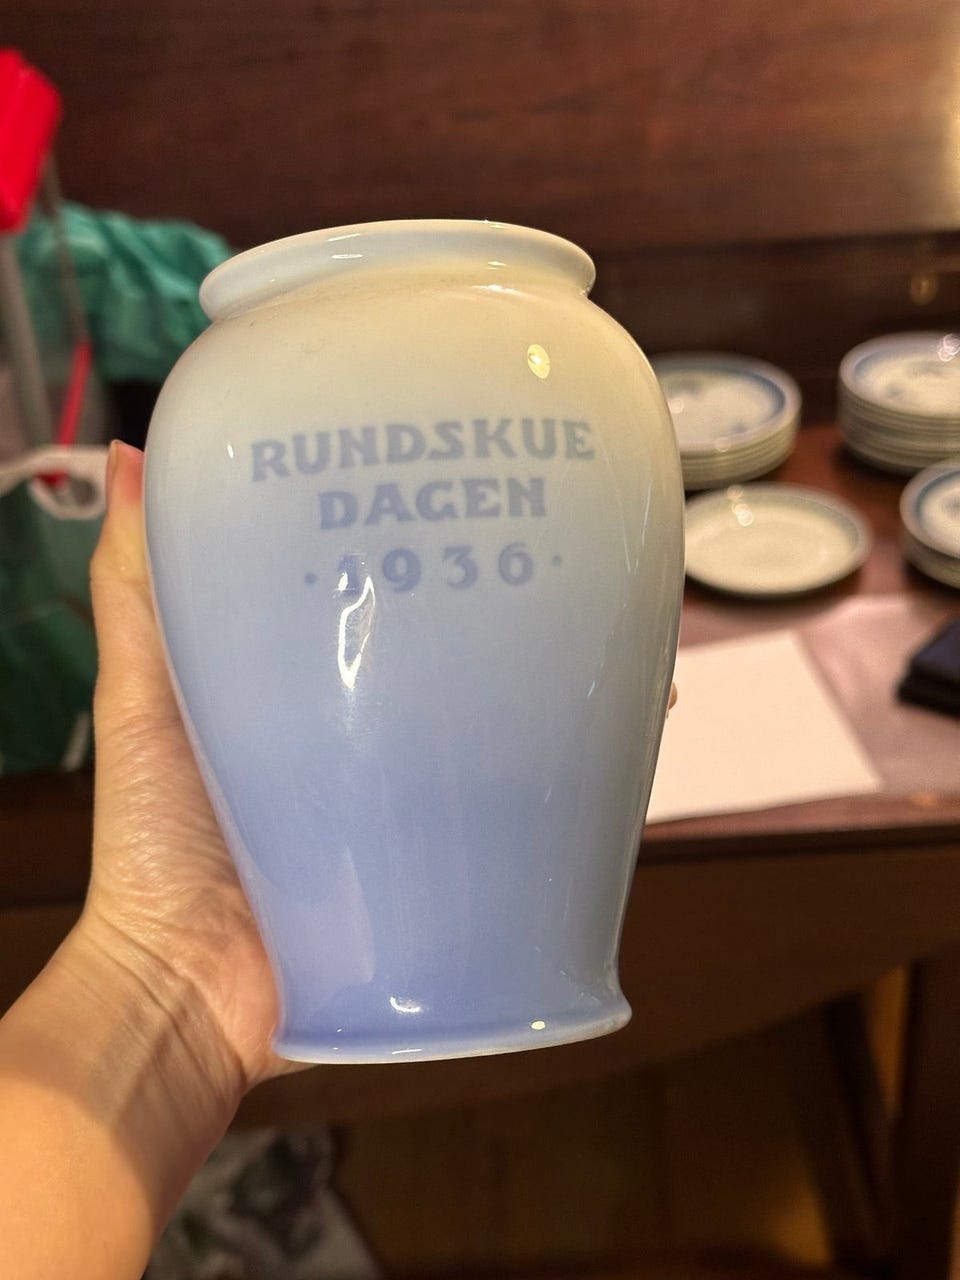 RUNDSKUE
DAGEN
· 1936 ·